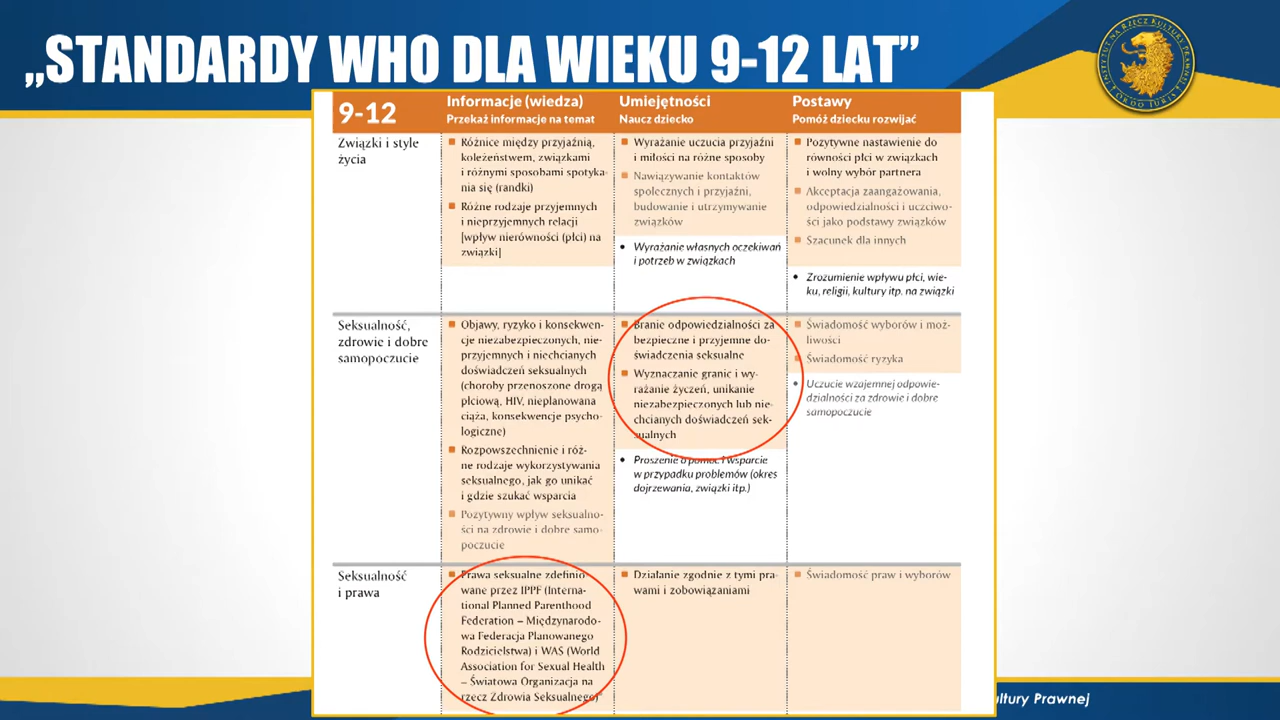 „STANDARDY WHO DLA WIEKU 9-12 LAT”
INSTYTUT NA RZECZ KULTURY PRAWNEJ
ORDO IURIS
9-12
Informacje (wiedza)
Przekaż informacje na temat
Umiejętności
Naucz dziecko
Postawy
Pomóż dziecku rozwijać
Związki i style
życia
Różnice między przyjaźnią,
koleżeństwem, związkami
i różnymi sposobami spotyka-
nia się (randki)
Różne rodzaje przyjemnych
i nieprzyjemnych relacji
[wpływ nierówności (płci) na
związki]
Wyrażanie uczucia przyjaźni
i miłości na różne sposoby
Nawiązywanie kontaktów
społecznych i przyjaźni,
budowanie i utrzymywanie
związków
Wyrażanie własnych oczekiwań
i potrzeb w związkach
Pozytywne nastawienie do
równości płci w związkach
i wolny wybór partnera
Akceptacja zaangażowania,
odpowiedzialności i uczciwo-
ści jako podstawy związków
Szacunek dla innych
Zrozumienie wpływu płci, wie-
ku, religii, kultury itp. na związki
Seksualność,
zdrowie i dobre
samopoczucie
Objawy, ryzyko i konsekwen-
cje niezabezpieczonych, nie-
przyjemnych i niechcianych
doświadczeń seksualnych
(choroby przenoszone drogą
płciową, HIV, nieplanowana
ciąża, konsekwencje psycho-
logiczne)
Rozpowszechnienie i róż-
ne rodzaje wykorzystywania
seksualnego, jak go unikać
i gdzie szukać wsparcia
Pozytywny wpływ seksualno-
ści na zdrowie i dobre samo-
poczucie
Branie odpowiedzialności za
bezpieczne i przyjemne do-
świadczenia seksualne
Wyznaczanie granic i wy-
rażanie życzeń, unikanie
niezabezpieczonych lub nie-
chcianych doświadczeń sek-
sualnych
Proszenie o pomoc i wsparcie
w przypadku problemów (okres
dojrzewania, związki itp.)
Świadomość wyborów i moż-
liwości
Świadomość ryzyka
Uczucie wzajemnej odpowie-
dzialności za zdrowie i dobre
samopoczucie
Seksualność
i prawa
Prawa seksualne zdefinio-
wane przez IPPF (Interna-
tional Planned Parenthood
Federation – Międzynarodo-
wa Federacja Planowanego
Rodzicielstwa) i WAS (World
Association for Sexual Health
– Światowa Organizacja na
rzecz Zdrowia Seksualnego)*
Działanie zgodnie z tymi pra-
wami i zobowiązaniami
Świadomość praw i wyborów
ultury Prawnej